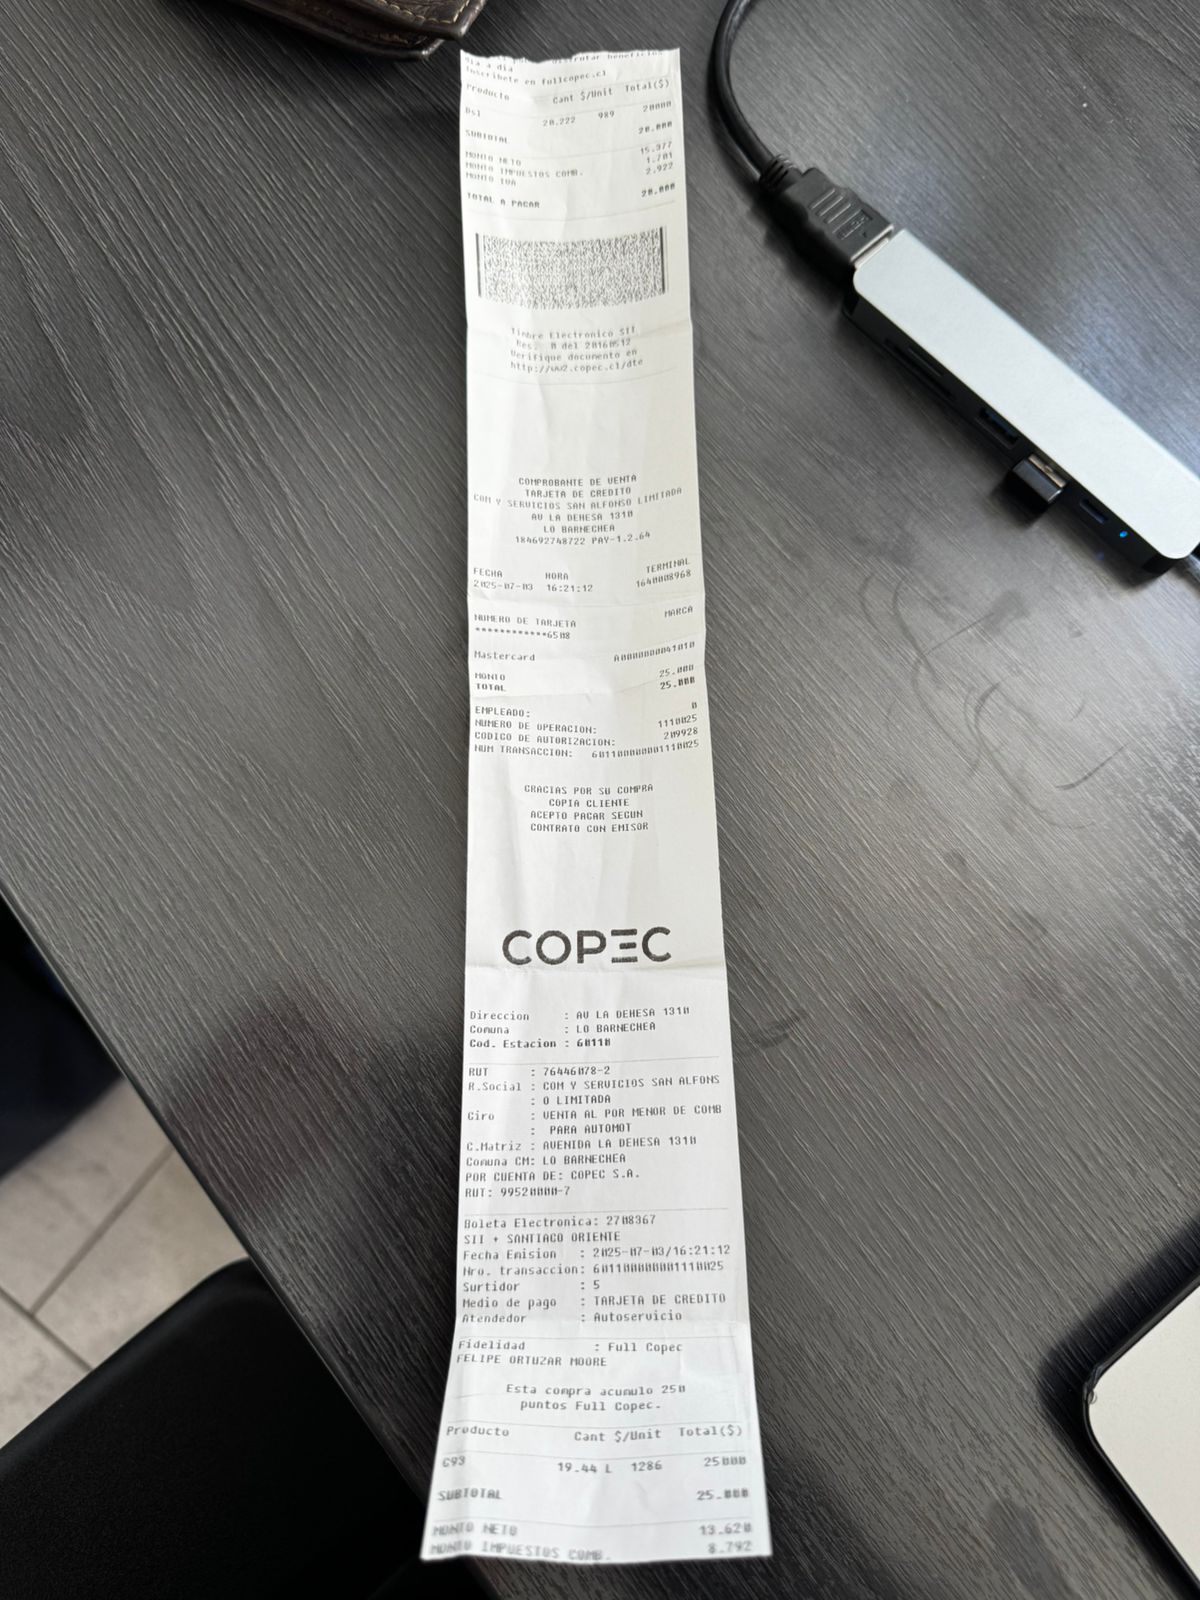 dia a dia disfrutar beneficios
Inscribete en fullcopec.cl
Producto Cant $/Unit Total($)
Dsl 20.222 989 20000
SUBTOTAL 20.000
MONTO NETO 15.377
MONTO IMPUESTOS COMB. 1.701
MONTO IVA 2.922
TOTAL A PAGAR 20.000
Timbre Electronico SII
Res. 0 del 20160512
Verifique documento en
http://ww2.copec.cl/dte
COMPROBANTE DE VENTA
TARJETA DE CREDITO
COM Y SERVICIOS SAN ALFONSO LIMITADA
AV LA DEHESA 1310
LO BARNECHEA
184692748722 PAY-1.2.64
FECHA HORA TERMINAL
2025-07-03 16:21:12 1640008968
NUMERO DE TARJETA MARCA
************6508
Mastercard A0000000041010
MONTO 25.000
TOTAL 25.000
EMPLEADO: 0
NUMERO DE OPERACION: 1110025
CODIGO DE AUTORIZACION: 209928
NUM TRANSACCION: 60110000001110025
GRACIAS POR SU COMPRA
COPIA CLIENTE
ACEPTO PAGAR SEGUN
CONTRATO CON EMISOR
COPEC
Direccion : AV LA DEHESA 1310
Comuna : LO BARNECHEA
Cod. Estacion : 60110
RUT : 76446078-2
R.Social : COM Y SERVICIOS SAN ALFONS
: O LIMITADA
Giro : VENTA AL POR MENOR DE COMB
: PARA AUTOMOT
C.Matriz : AVENIDA LA DEHESA 1310
Comuna CM: LO BARNECHEA
POR CUENTA DE: COPEC S.A.
RUT: 99520000-7
Boleta Electronica: 2708367
SII + SANTIAGO ORIENTE
Fecha Emision : 2025-07-03/16:21:12
Nro. transaccion: 60110000001110025
Surtidor : 5
Medio de pago : TARJETA DE CREDITO
Atendedor : Autoservicio
Fidelidad : Full Copec
FELIPE ORTUZAR MOORE
Esta compra acumulo 250
puntos Full Copec.
Producto Cant $/Unit Total($)
C93 19.44 L 1286 25000
SUBTOTAL 25.000
MONTO NETO 13.620
MONTO IMPUESTOS COMB. 8.792